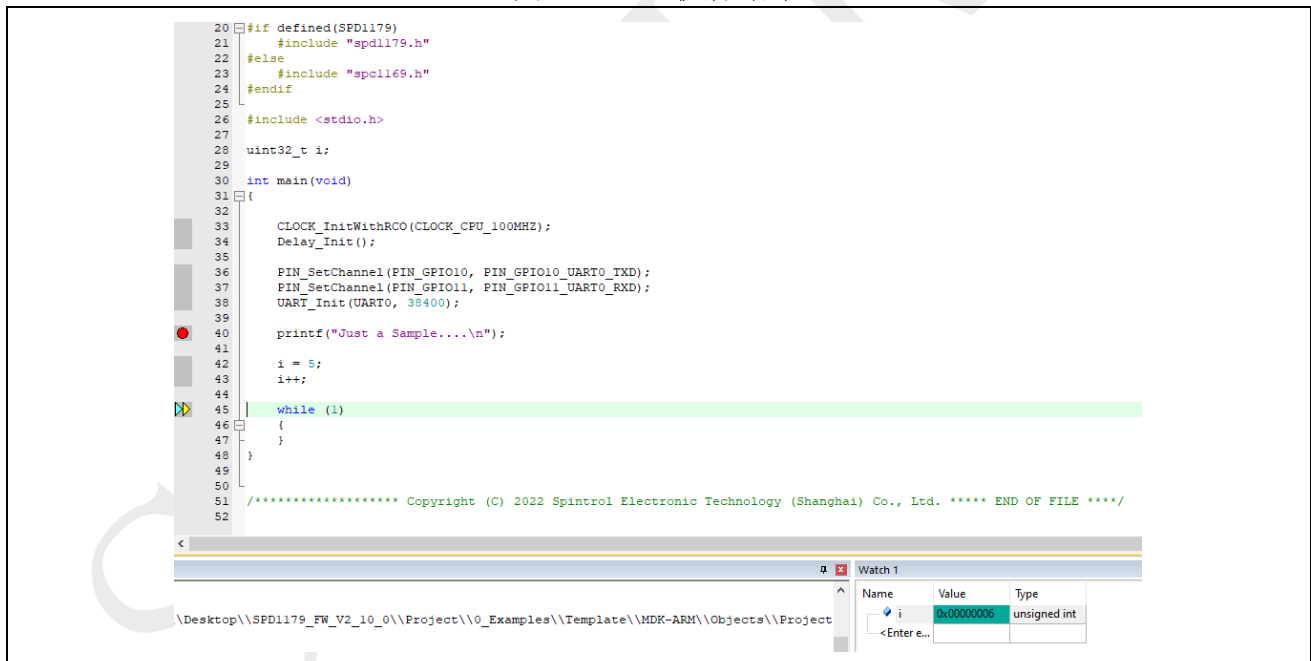 20 #if defined(SPD1179)
21 #include "spd1179.h"
22 #else
23 #include "spc1169.h"
24 #endif
25
26 #include <stdio.h>
27
28 uint32_t i;
29
30 int main(void)
31 {
32
33 CLOCK_InitWithRCO(CLOCK_CPU_100MHZ);
34 Delay_Init();
35
36 PIN_SetChannel(PIN_GPIO10, PIN_GPIO10_UART0_TXD);
37 PIN_SetChannel(PIN_GPIO11, PIN_GPIO11_UART0_RXD);
38 UART_Init(UART0, 38400);
39
40 printf("Just a Sample....\n");
41
42 i = 5;
43 i++;
44
45 while (1)
46 {
47 }
48 }
49
50
51 /******************* Copyright (C) 2022 Spintrol Electronic Technology (Shanghai) Co., Ltd. ***** END OF FILE ****/
52
Watch 1
Name Value Type
i 0x00000006 unsigned int
<Enter e...
\Desktop\\SPD1179_FW_V2_10_0\\Project\\0_Examples\\Template\\MDK-ARM\\Objects\\Project